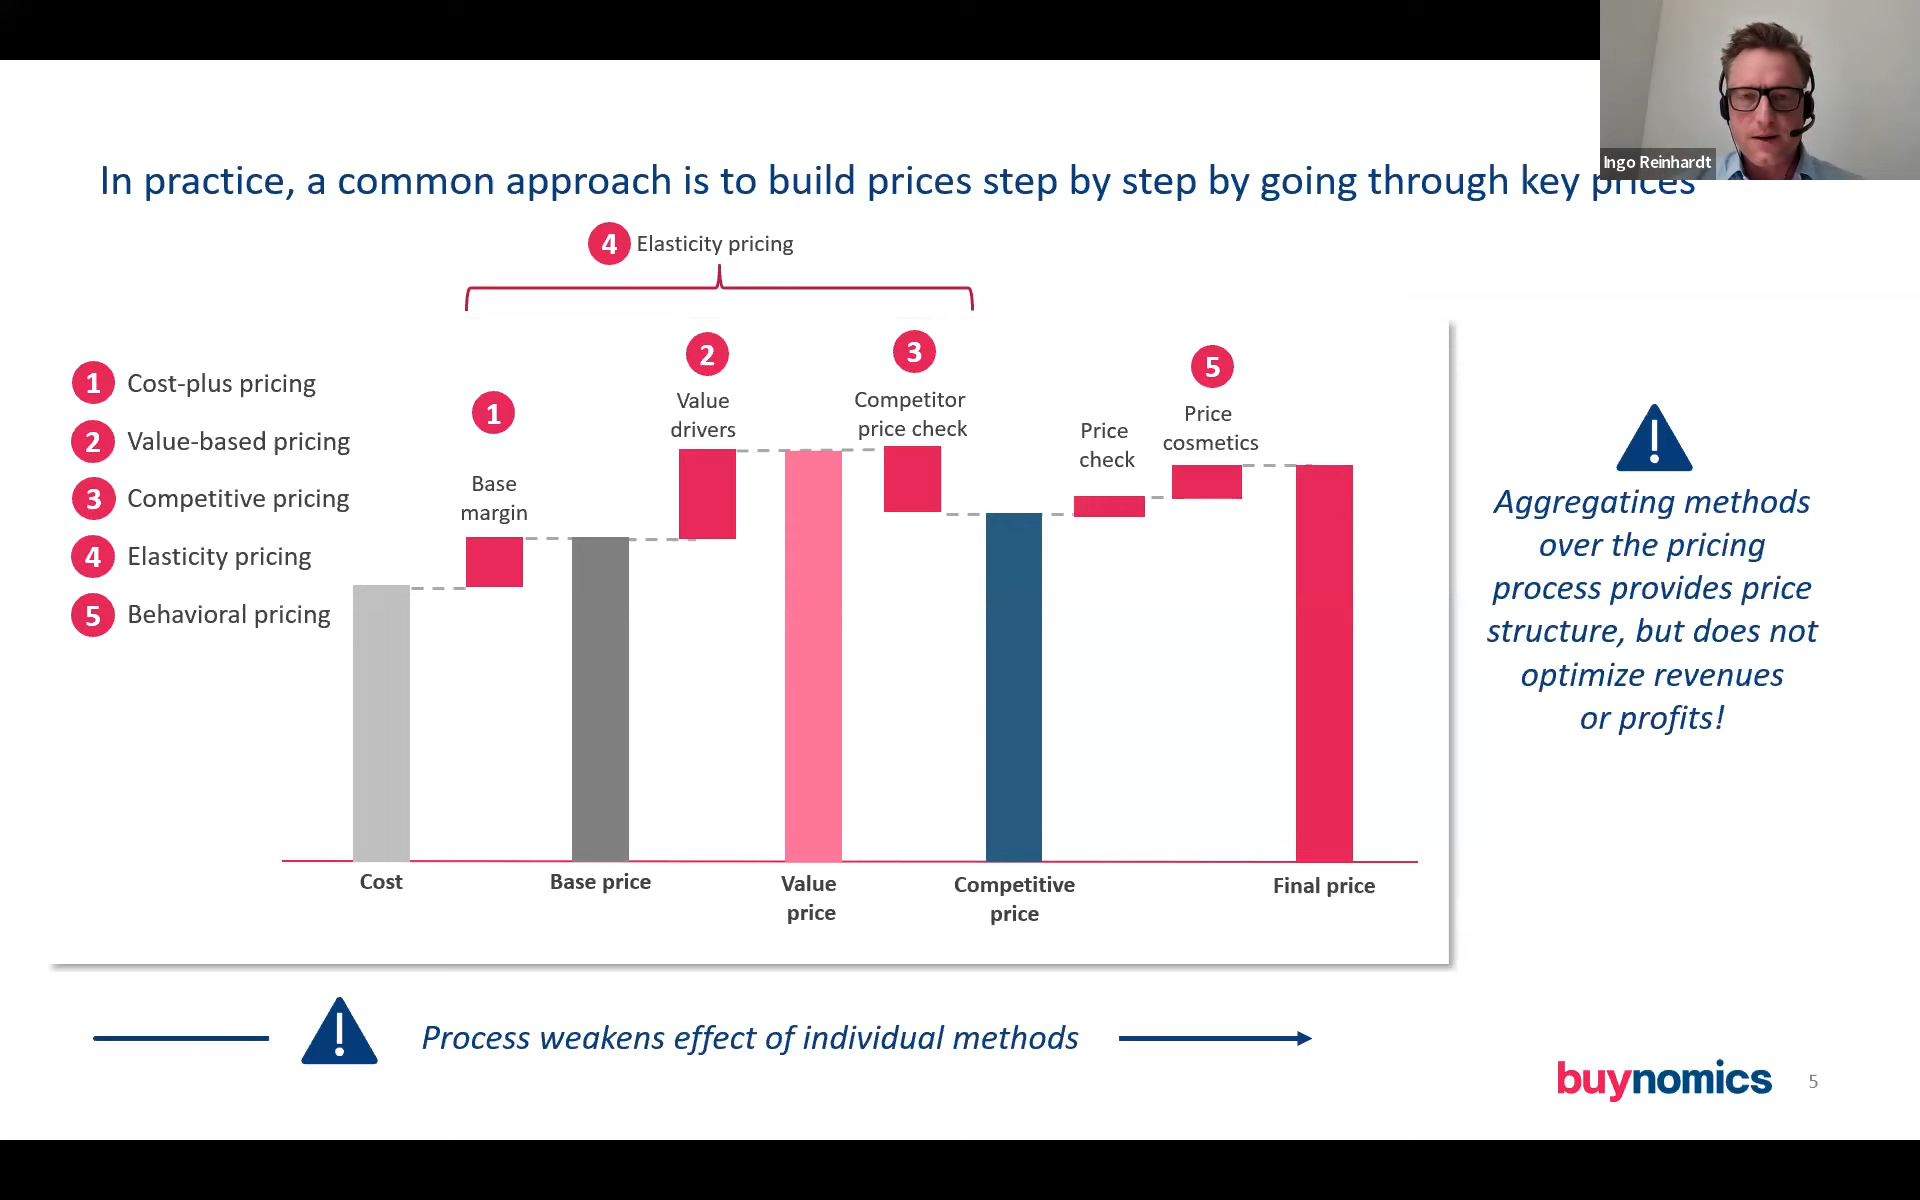 Ingo Reinhardt
In practice, a common approach is to build prices step by step by going through key prices
4 Elasticity pricing
1 Cost-plus pricing
2 Value-based pricing
3 Competitive pricing
4 Elasticity pricing
5 Behavioral pricing
1
Base
margin
2
Value
drivers
3
Competitor
price check
Price
check
5
Price
cosmetics
Cost
Base price
Value
price
Competitive
price
Final price
Aggregating methods
over the pricing
process provides price
structure, but does not
optimize revenues
or profits!
Process weakens effect of individual methods
buynomics
5